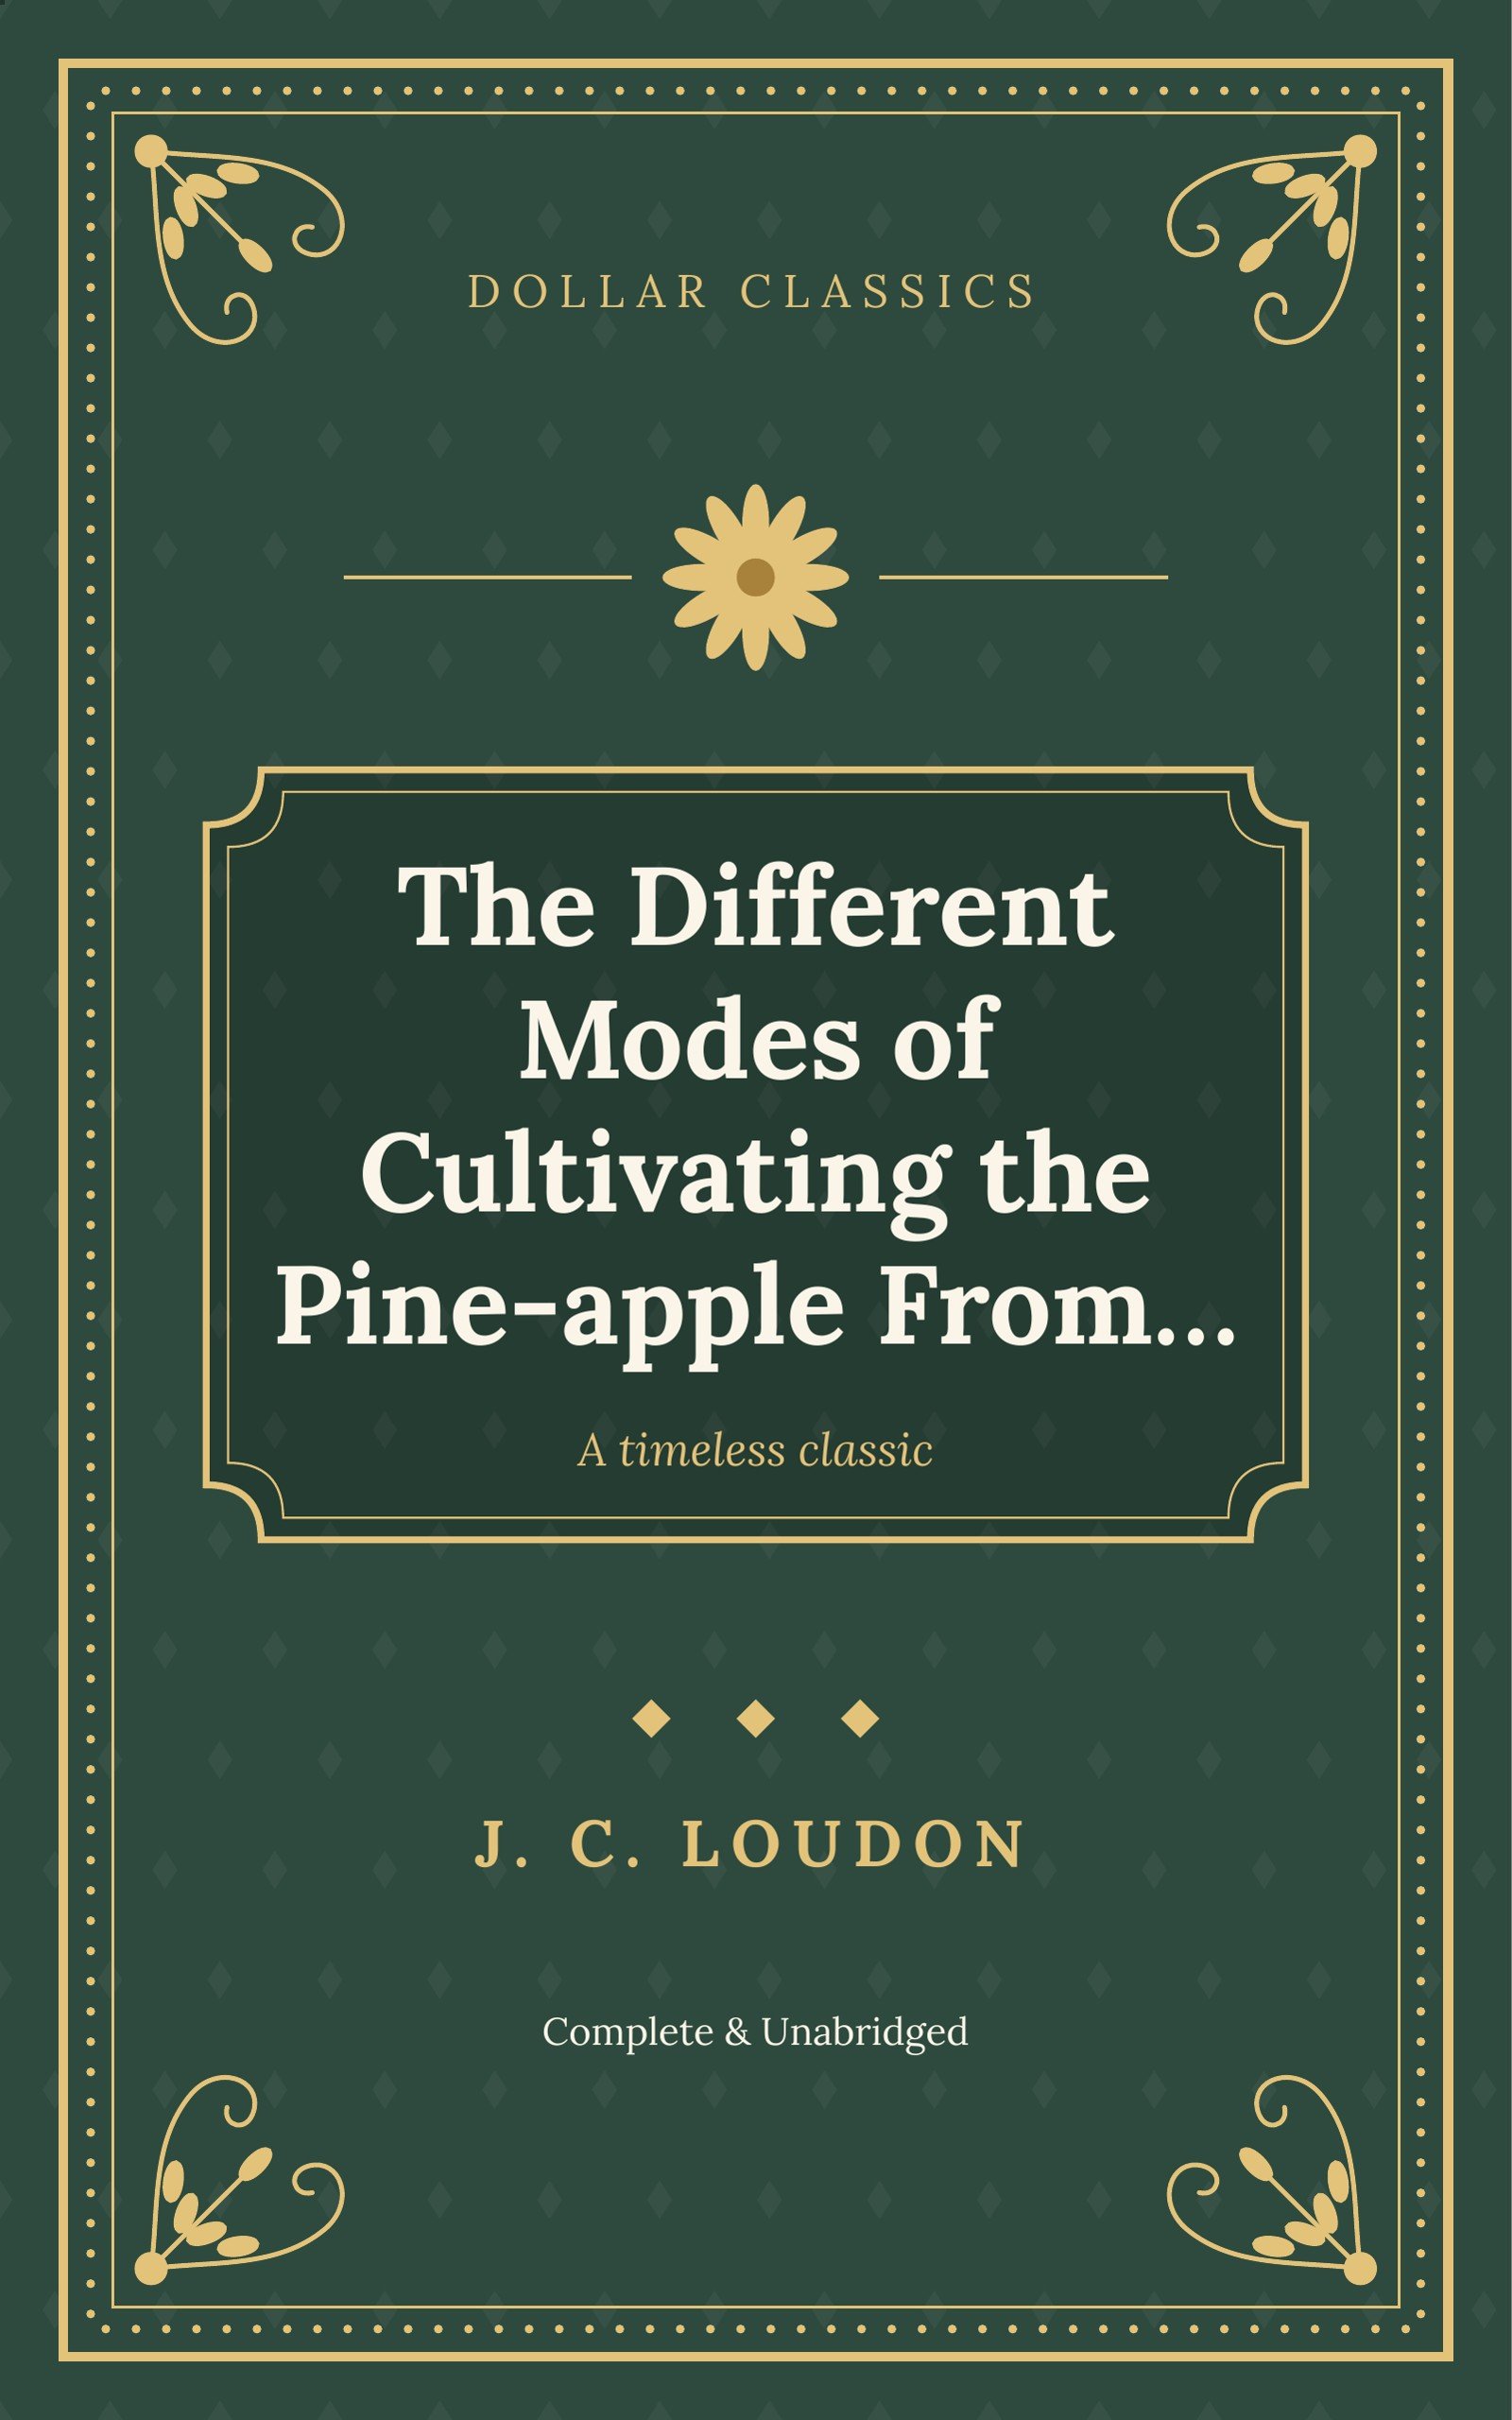 DOLLAR CLASSICS
The Different
Modes of
Cultivating the
Pine-apple From...
A timeless classic
J. C. LOUDON
Complete & Unabridged